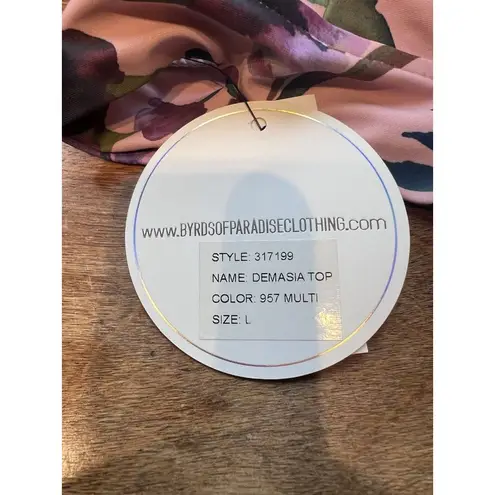 www.BYRDSOFPARADISECLOTHING.com
STYLE: 317199
NAME: DEMASIA TOP
COLOR: 957 MULTI
SIZE: L